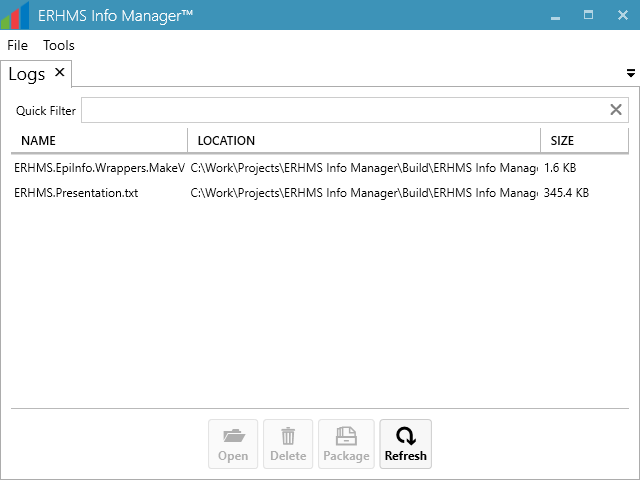 ERHMS Info Manager™
File Tools
Logs
Quick Filter
NAME LOCATION SIZE
ERHMS.EpiInfo.Wrappers.MakeV C:\Work\Projects\ERHMS Info Manager\Build\ERHMS Info Manag 1.6 KB
ERHMS.Presentation.txt C:\Work\Projects\ERHMS Info Manager\Build\ERHMS Info Manag 345.4 KB
Open Delete Package Refresh